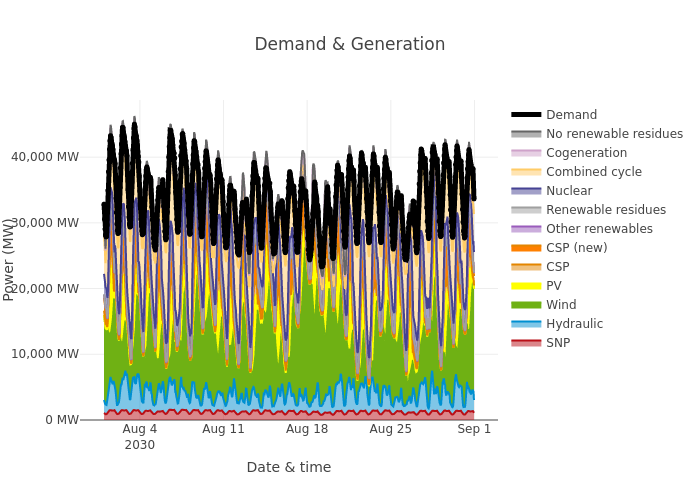 Demand & Generation
Power (MW)
40,000 MW
30,000 MW
20,000 MW
10,000 MW
0 MW
Aug 4
2030
Aug 11
Aug 18
Aug 25
Sep 1
Date & time
Demand
No renewable residues
Cogeneration
Combined cycle
Nuclear
Renewable residues
Other renewables
CSP (new)
CSP
PV
Wind
Hydraulic
SNP